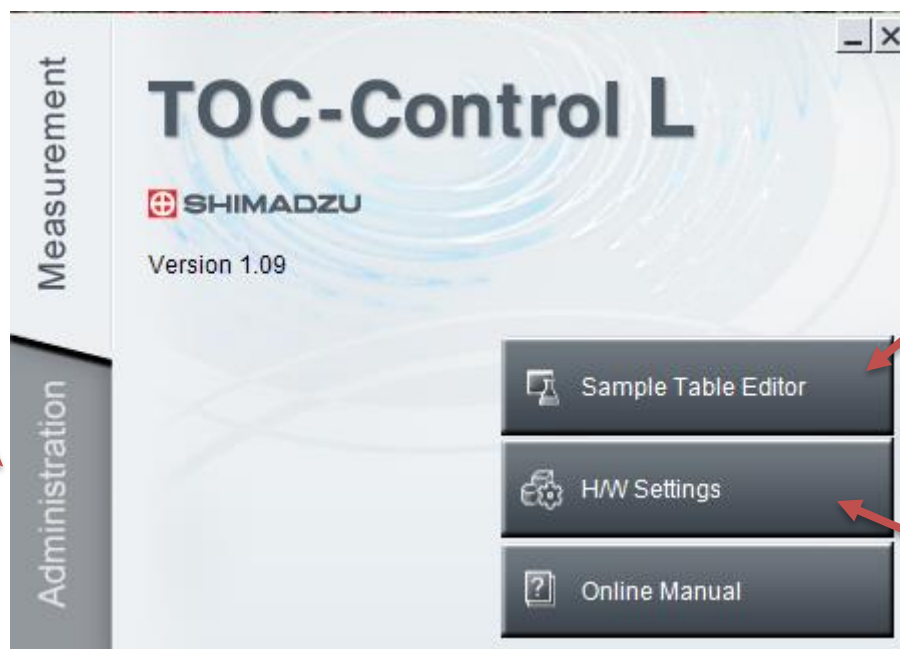 Measurement
TOC-Control L
SHIMADZU
Version 1.09
Sample Table Editor
Administration
H/W Settings
Online Manual